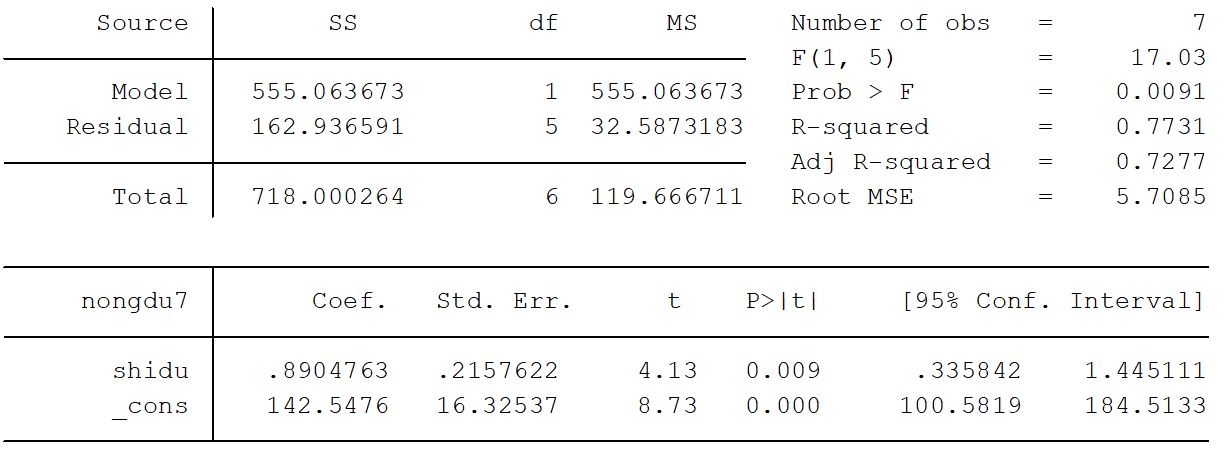 Source SS df MS Number of obs = 7
F(1, 5) = 17.03
Model 555.063673 1 555.063673 Prob > F = 0.0091
Residual 162.936591 5 32.5873183 R-squared = 0.7731
Adj R-squared = 0.7277
Total 718.000264 6 119.666711 Root MSE = 5.7085
nongdu7 Coef. Std. Err. t P>|t| [95% Conf. Interval]
shidu .8904763 .2157622 4.13 0.009 .335842 1.445111
_cons 142.5476 16.32537 8.73 0.000 100.5819 184.5133